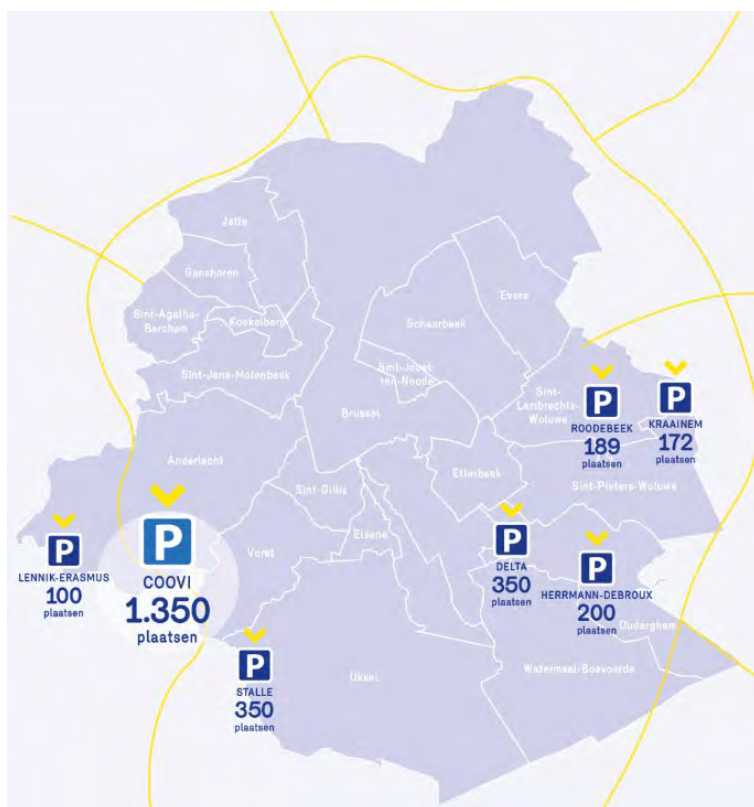 Jette
Ganshoren
Sint-Agatha-
Berchem
Koekelberg
Sint-Jans-Molenbeek
Evere
Schaarbeek
Sint-Joost-
ten-Noode
Brussel
Sint-
Lambrechts-
Woluwe
P
ROODEBEEK
189
plaatsen
P
KRAAINEM
172
plaatsen
Anderlecht
Etterbeek
Sint-Pieters-Woluwe
Sint-Gillis
Elsene
Vorst
P
LENNIK-ERASMUS
100
plaatsen
P
COOVI
1.350
plaatsen
P
DELTA
350
plaatsen
P
HERRMANN-DEBROUX
200
plaatsen
Ouderghem
Watermael-Bosvoorde
P
STALLE
350
plaatsen
Ukkel